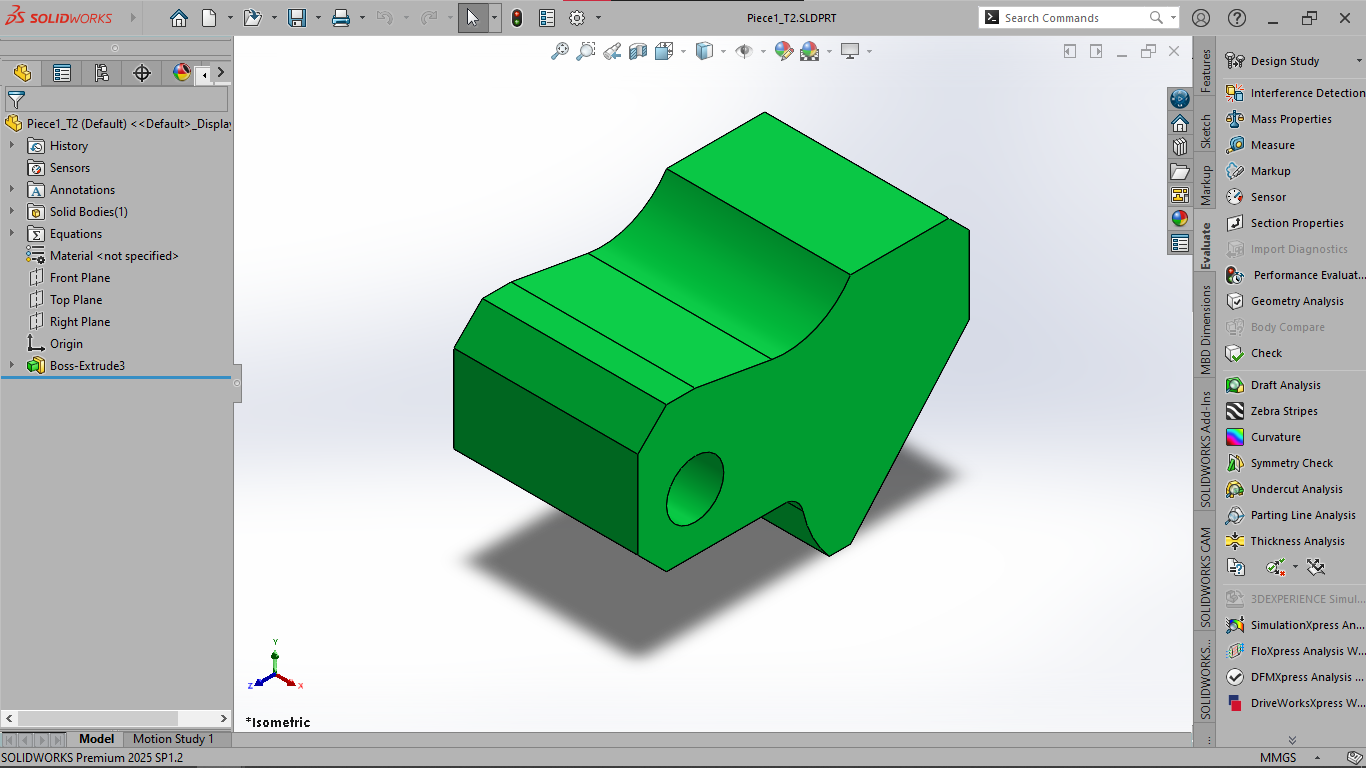 SOLIDWORKS
Piece1_T2.SLDPRT
Search Commands
Piece1_T2 (Default) <<Default>_Display
History
Sensors
Annotations
Solid Bodies(1)
Equations
Material <not specified>
Front Plane
Top Plane
Right Plane
Origin
Boss-Extrude3
Y
Z
X
*Isometric
Features
Sketch
Markup
Evaluate
MBD Dimensions
SOLIDWORKS Add-Ins
SOLIDWORKS CAM
SOLIDWORKS...
Design Study
Interference Detection
Mass Properties
Measure
Markup
Sensor
Section Properties
Import Diagnostics
Performance Evaluat...
Geometry Analysis
Body Compare
Check
Draft Analysis
Zebra Stripes
Curvature
Symmetry Check
Undercut Analysis
Parting Line Analysis
Thickness Analysis
3DEXPERIENCE Simul...
SimulationXpress An...
FloXpress Analysis W...
DFMXpress Analysis ...
DriveWorksXpress W...
Model
Motion Study 1
SOLIDWORKS Premium 2025 SP1.2
MMGS